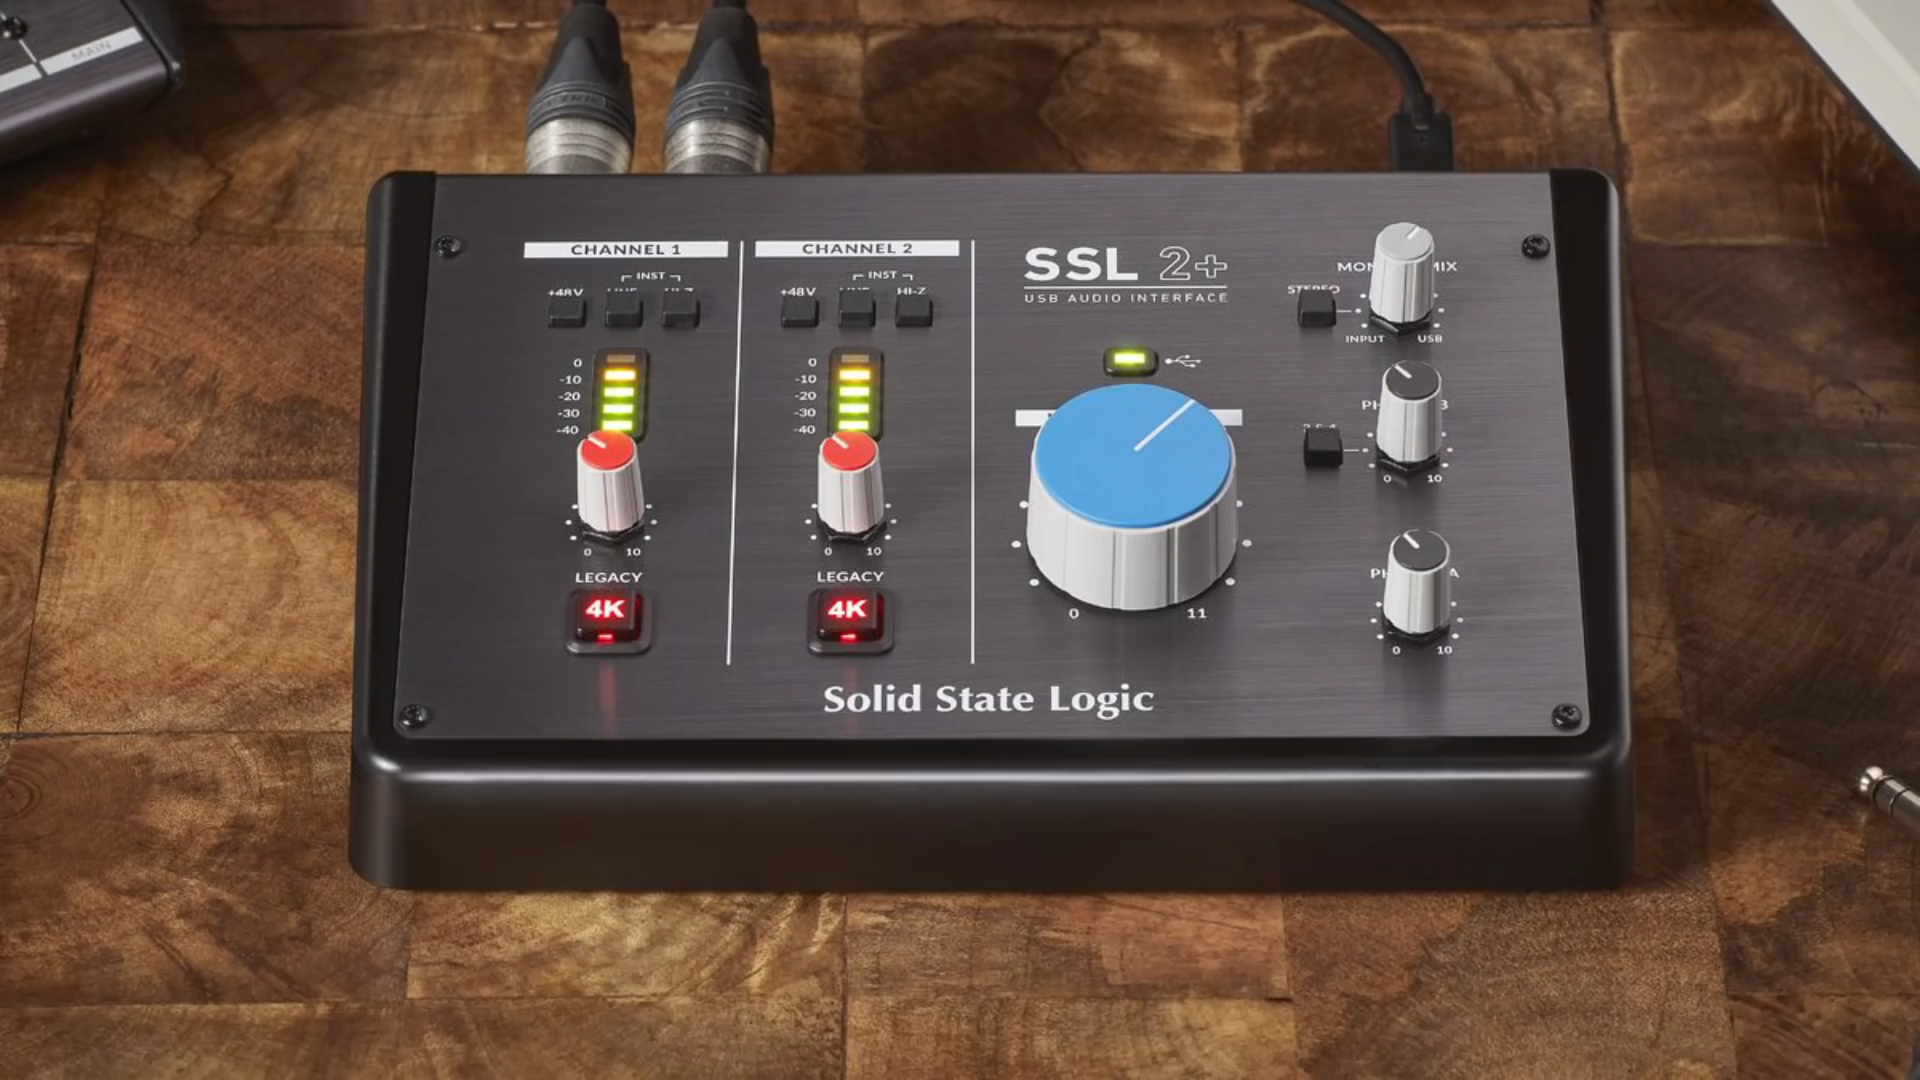 MAIN
CHANNEL 1
INST
+48V
0
-10
-20
-30
-40
0 10
LEGACY
4K
CHANNEL 2
INST
+48V HI-Z
0
-10
-20
-30
-40
0 10
LEGACY
4K
SSL 2+
USB AUDIO INTERFACE
0 11
STEREO
INPUT USB
0 10
0 10
Solid State Logic